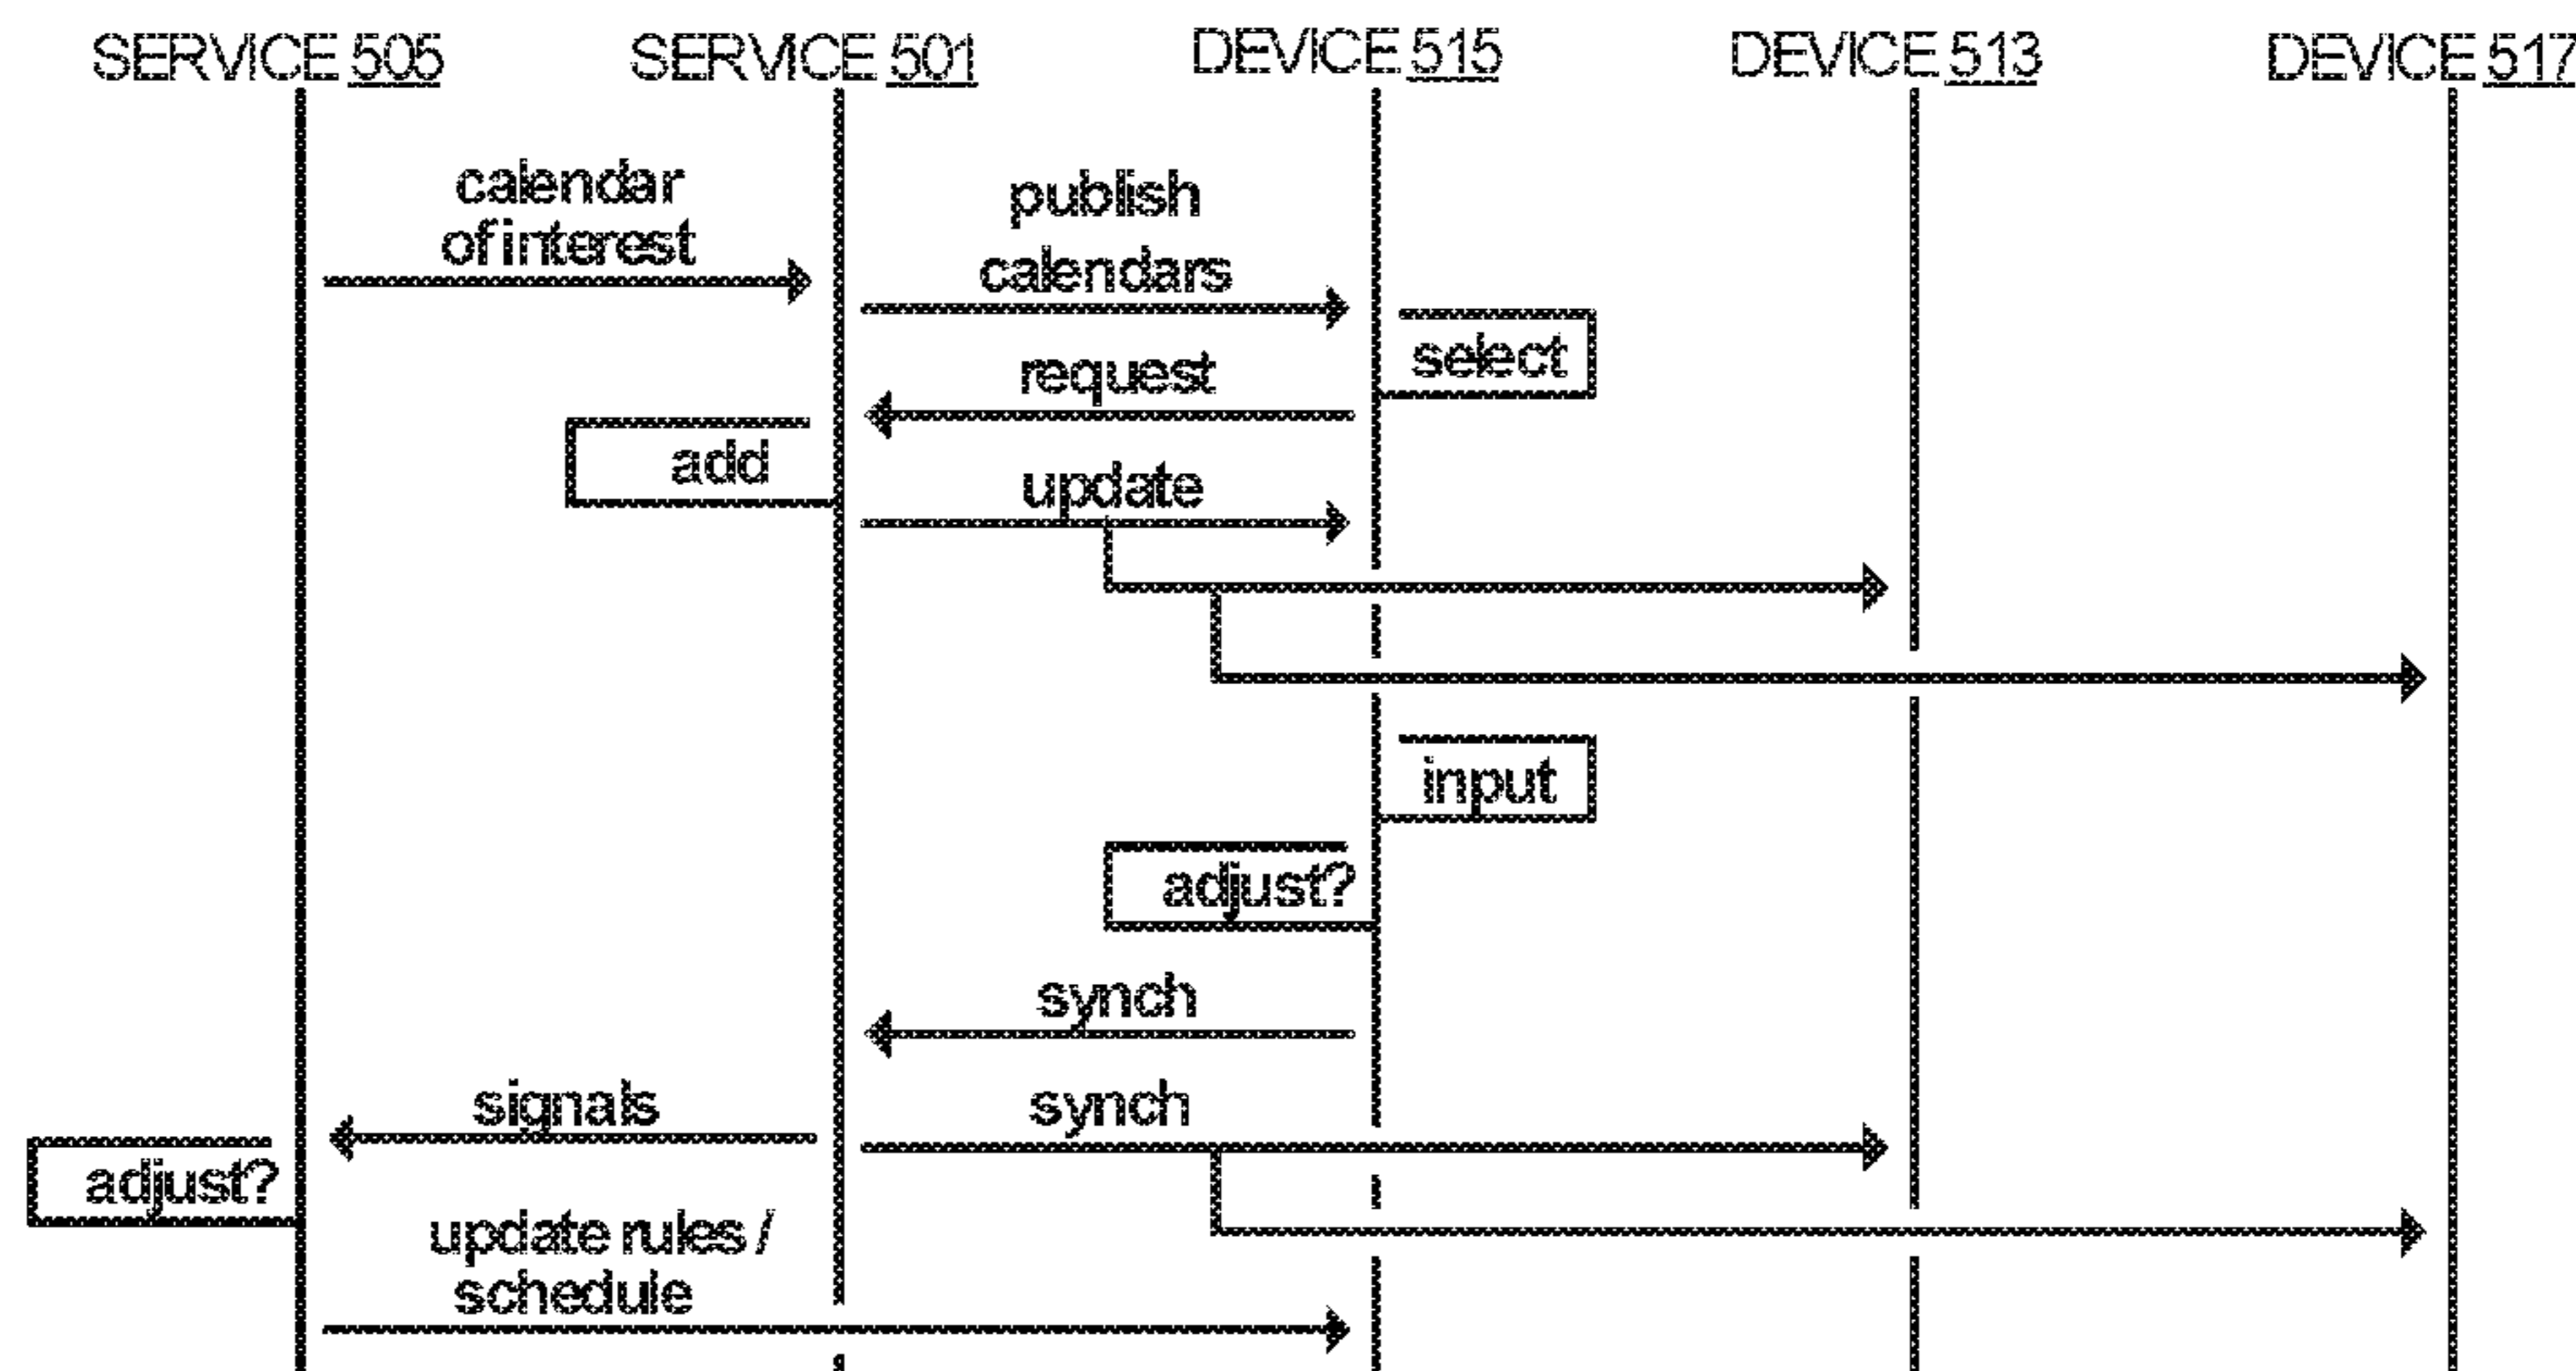 SERVICE 505 SERVICE 501 DEVICE 515 DEVICE 513 DEVICE 517
calendar
of interest
publish
calendars
select
request
add
update
input
adjust?
synch
signals
synch
adjust?
update rules /
schedule